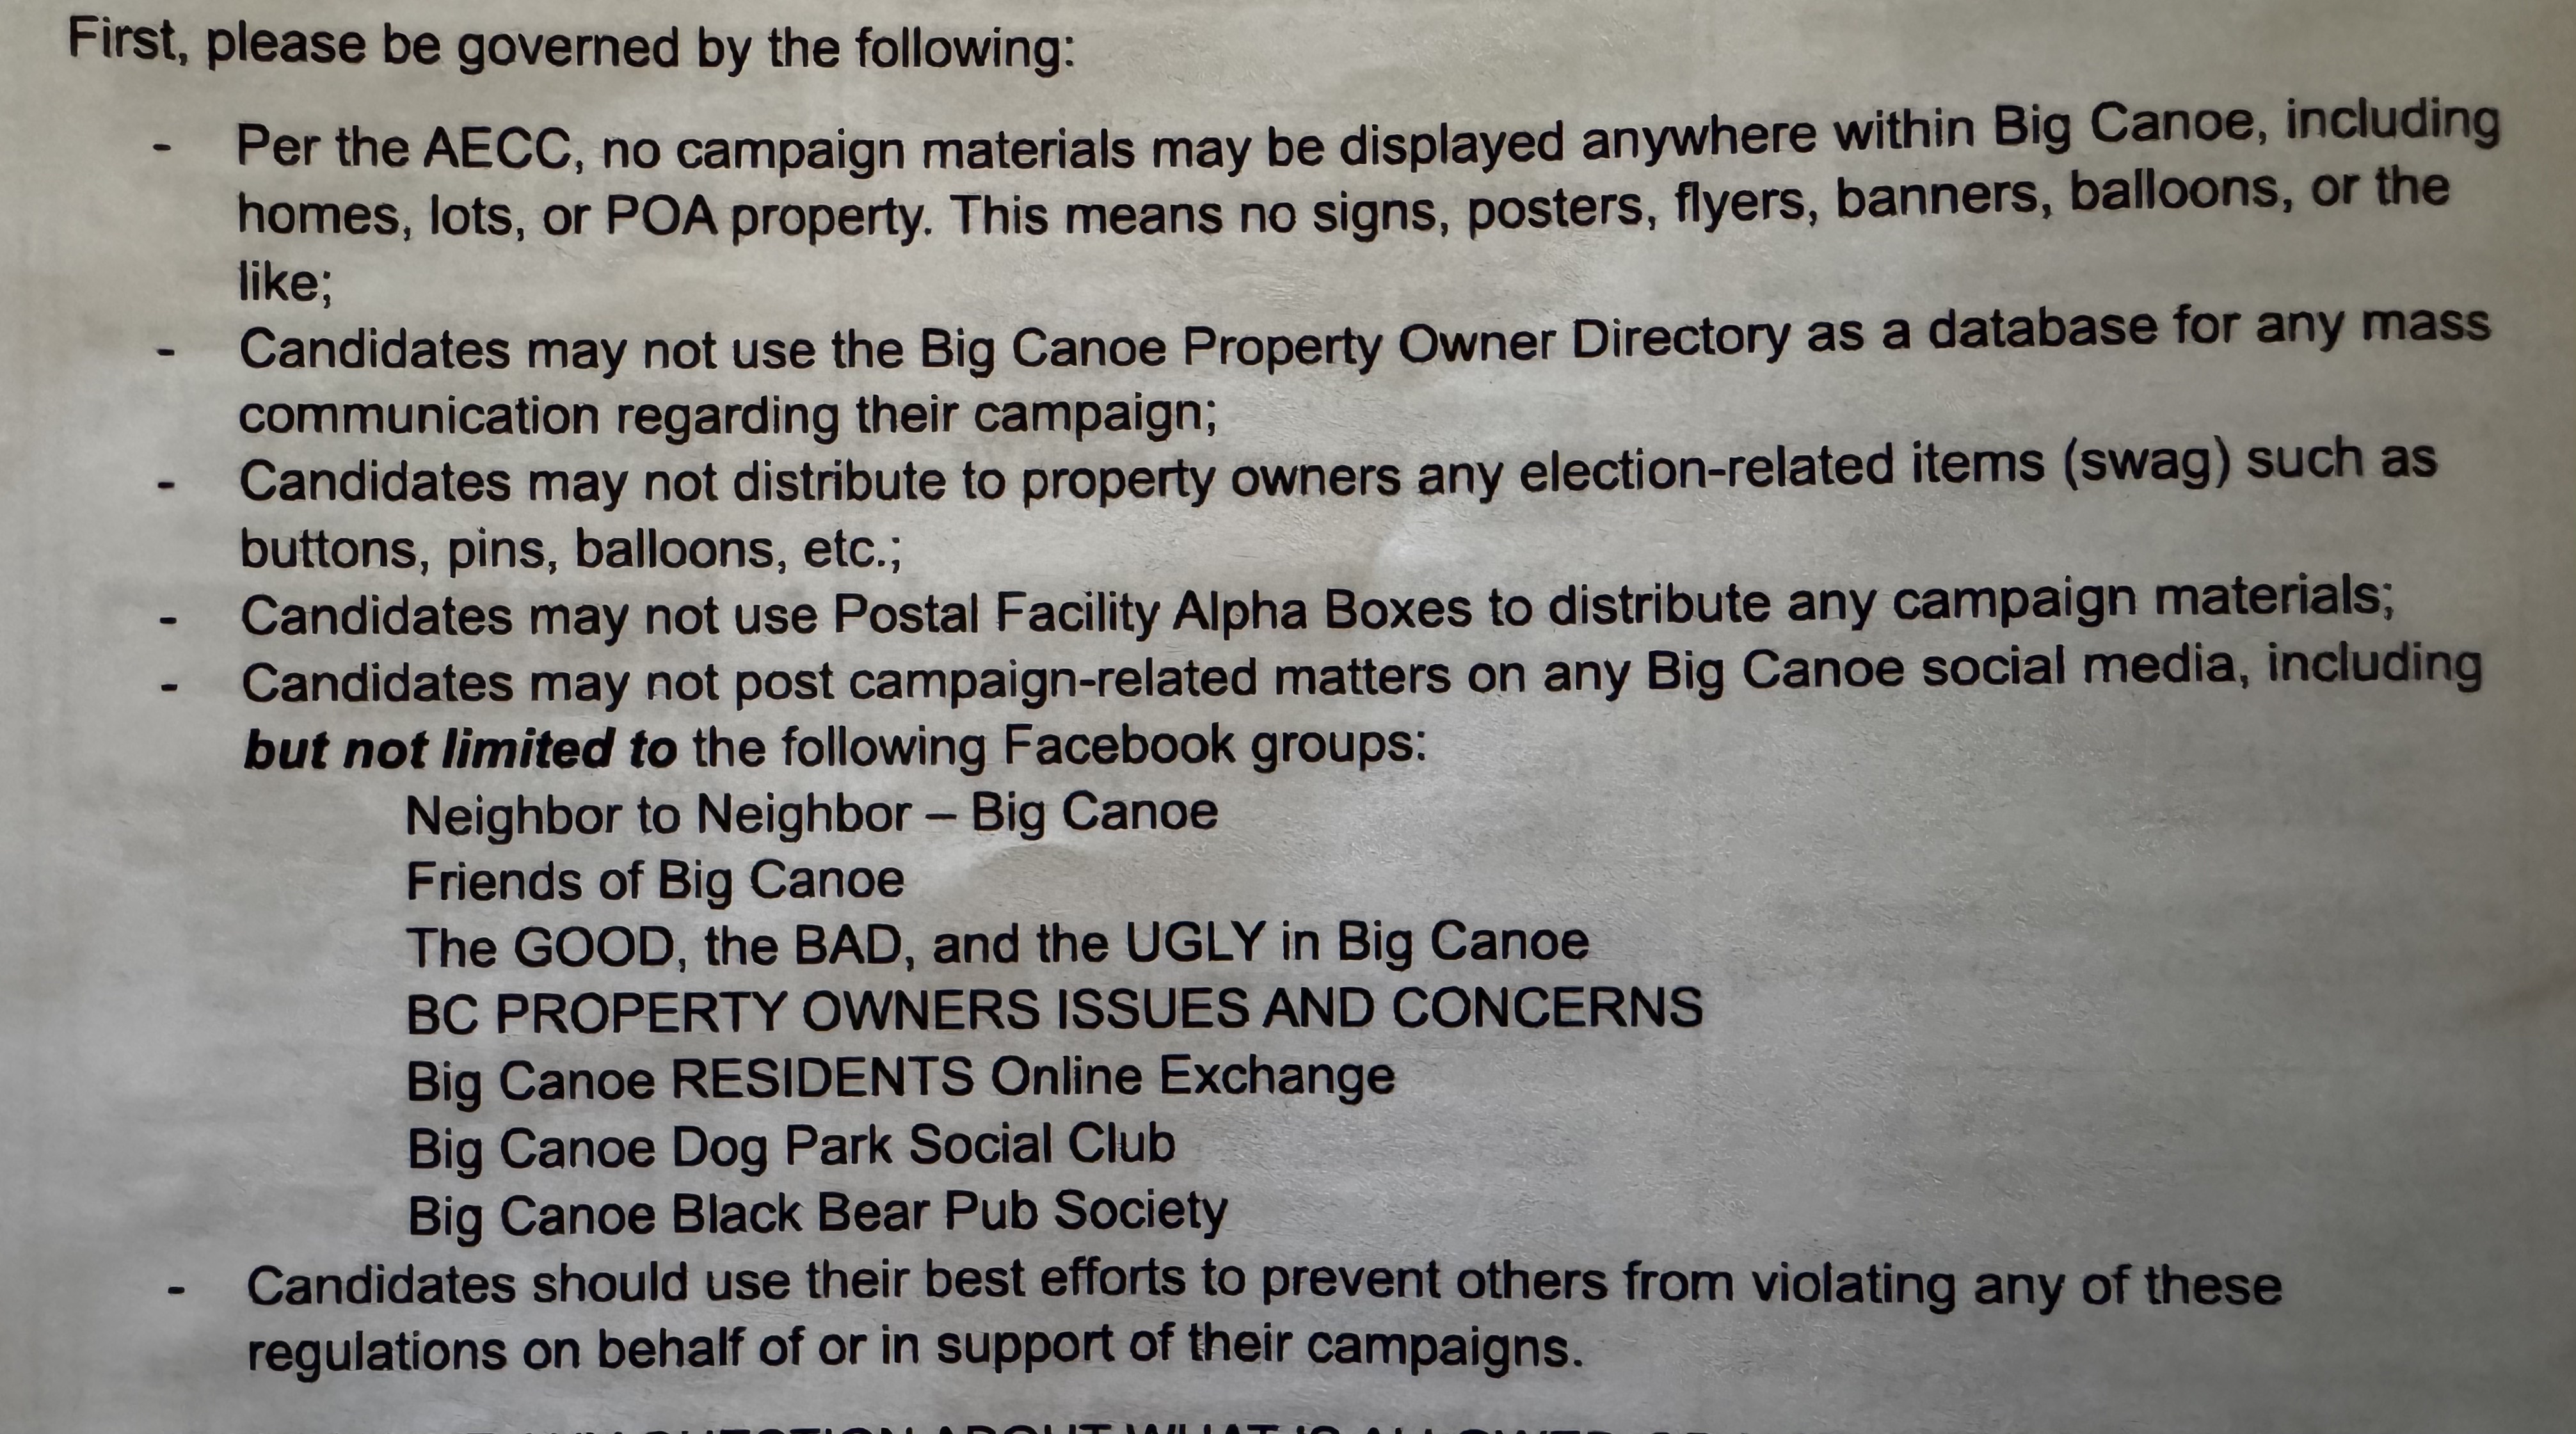 First, please be governed by the following:
- Per the AECC, no campaign materials may be displayed anywhere within Big Canoe, including
homes, lots, or POA property. This means no signs, posters, flyers, banners, balloons, or the
like;
- Candidates may not use the Big Canoe Property Owner Directory as a database for any mass
communication regarding their campaign;
- Candidates may not distribute to property owners any election-related items (swag) such as
buttons, pins, balloons, etc.;
- Candidates may not use Postal Facility Alpha Boxes to distribute any campaign materials;
- Candidates may not post campaign-related matters on any Big Canoe social media, including
but not limited to the following Facebook groups:
Neighbor to Neighbor – Big Canoe
Friends of Big Canoe
The GOOD, the BAD, and the UGLY in Big Canoe
BC PROPERTY OWNERS ISSUES AND CONCERNS
Big Canoe RESIDENTS Online Exchange
Big Canoe Dog Park Social Club
Big Canoe Black Bear Pub Society
- Candidates should use their best efforts to prevent others from violating any of these
regulations on behalf of or in support of their campaigns.
QUESTION ABOUT WHAT IS ALLOWED